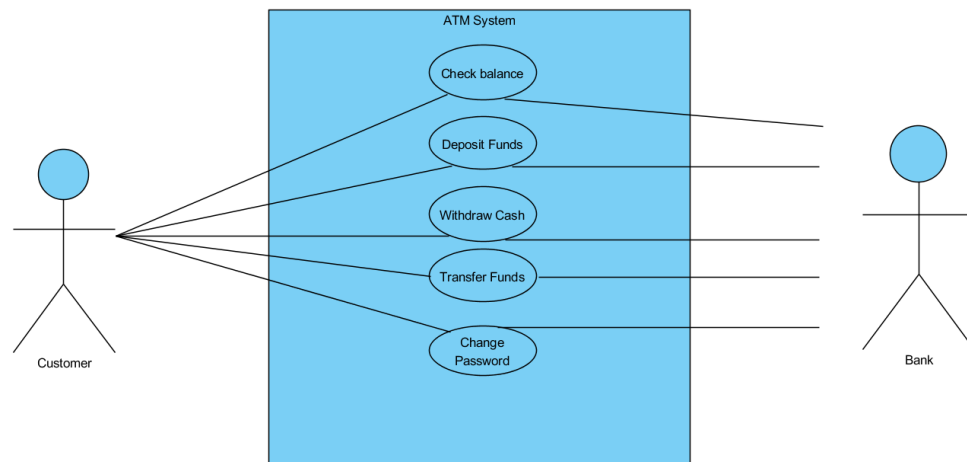 ATM System
Check balance
Deposit Funds
Withdraw Cash
Transfer Funds
Change
Password
Customer
Bank